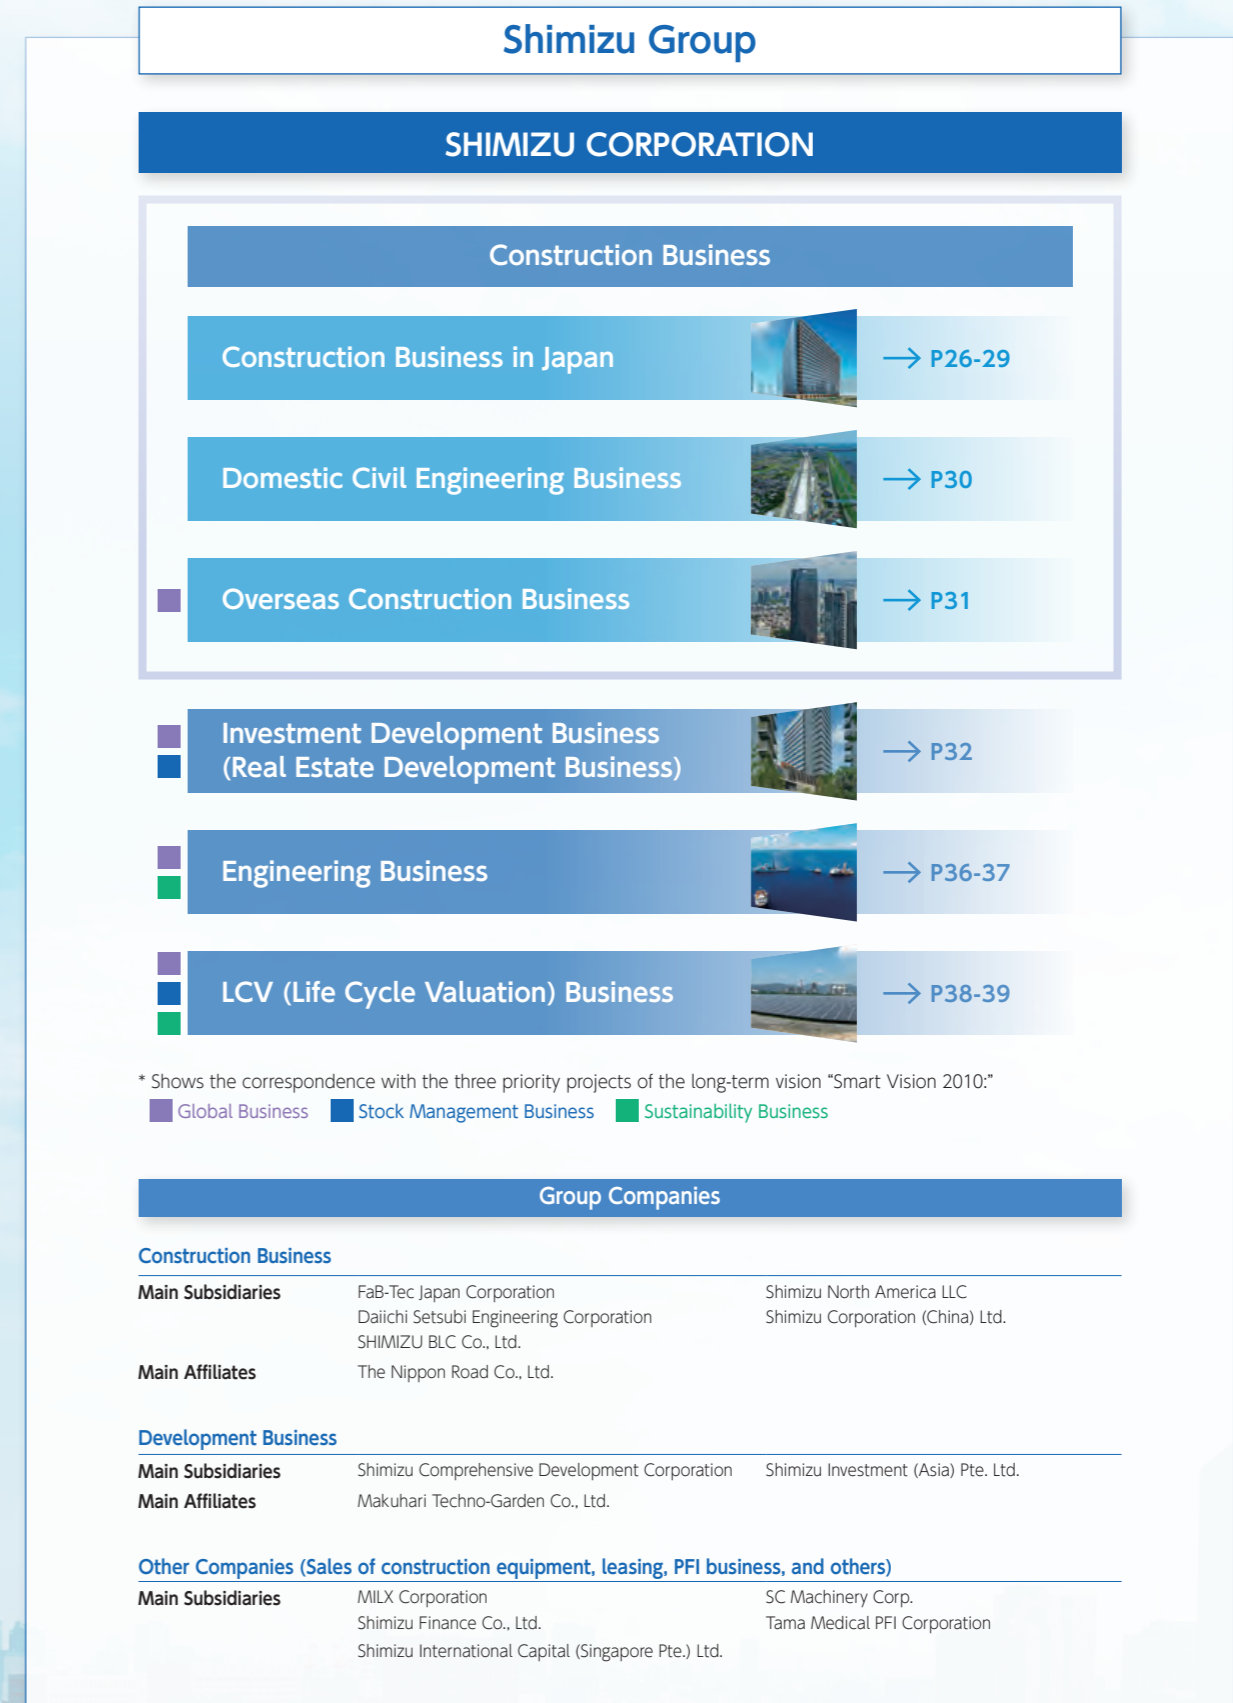 Shimizu Group
SHIMIZU CORPORATION
Construction Business
Construction Business in Japan → P26-29
Domestic Civil Engineering Business → P30
Overseas Construction Business → P31
Investment Development Business
(Real Estate Development Business) → P32
Engineering Business → P36-37
LCV (Life Cycle Valuation) Business → P38-39
* Shows the correspondence with the three priority projects of the long-term vision “Smart Vision 2010:”
Global Business Stock Management Business Sustainability Business
Group Companies
Construction Business
Main Subsidiaries FaB-Tec Japan Corporation Shimizu North America LLC
Daiichi Setsubi Engineering Corporation Shimizu Corporation (China) Ltd.
SHIMIZU BLC Co., Ltd.
Main Affiliates The Nippon Road Co., Ltd.
Development Business
Main Subsidiaries Shimizu Comprehensive Development Corporation Shimizu Investment (Asia) Pte. Ltd.
Main Affiliates Makuhari Techno-Garden Co., Ltd.
Other Companies (Sales of construction equipment, leasing, PFI business, and others)
Main Subsidiaries MILX Corporation SC Machinery Corp.
Shimizu Finance Co., Ltd. Tama Medical PFI Corporation
Shimizu International Capital (Singapore Pte.) Ltd.